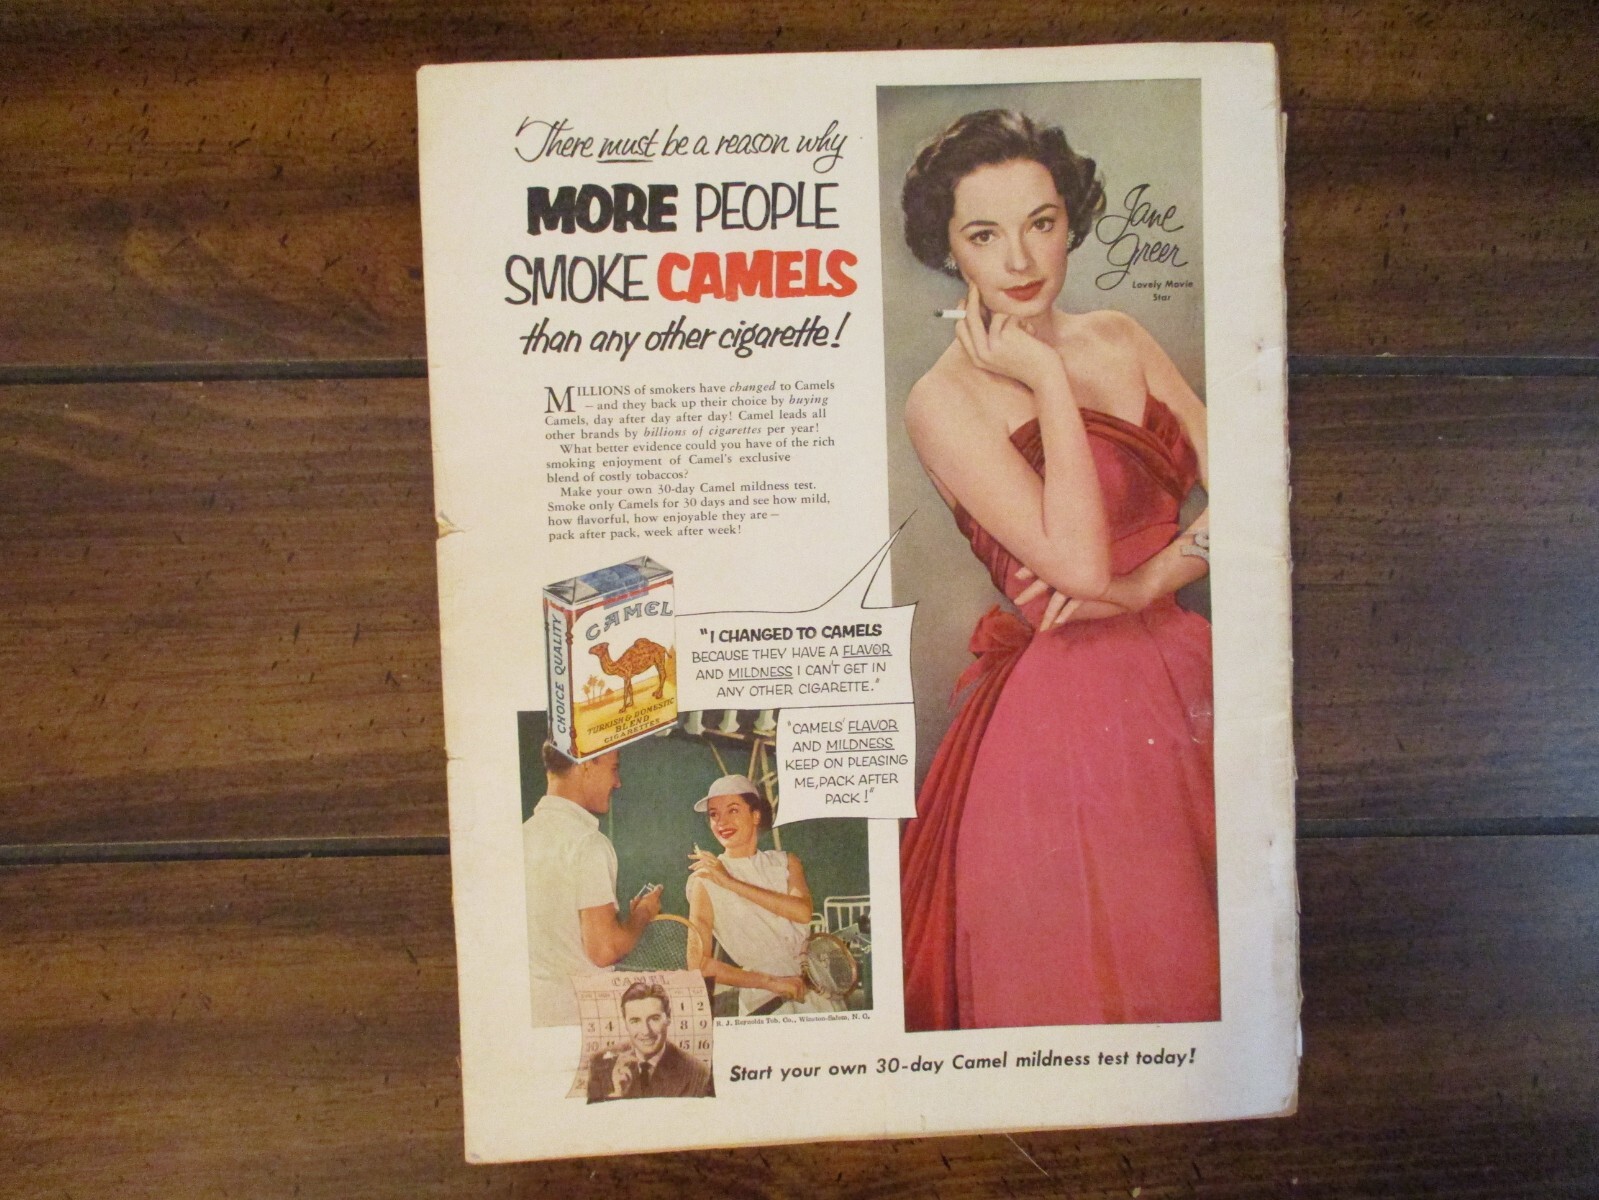 There must be a reason why
MORE PEOPLE
SMOKE CAMELS
than any other cigarette!
Jane
Greer
Lovely Movie
Star
MILLIONS of smokers have changed to Camels
— and they back up their choice by buying
Camels, day after day after day! Camel leads all
other brands by billions of cigarettes per year!
What better evidence could you have of the rich
smoking enjoyment of Camel's exclusive
blend of costly tobaccos?
Make your own 30-day Camel mildness test.
Smoke only Camels for 30 days and see how mild,
how flavorful, how enjoyable they are —
pack after pack, week after week!
CAMEL
CHOICE QUALITY
TURKISH & DOMESTIC
BLEND
CIGARETTES
"I CHANGED TO CAMELS
BECAUSE THEY HAVE A FLAVOR
AND MILDNESS I CAN'T GET IN
ANY OTHER CIGARETTE."
"CAMELS' FLAVOR
AND MILDNESS
KEEP ON PLEASING
ME, PACK AFTER
PACK!"
R. J. Reynolds Tob. Co., Winston-Salem, N. C.
CAMEL
1 2
3 4 8 9
10 15 16
Start your own 30-day Camel mildness test today!